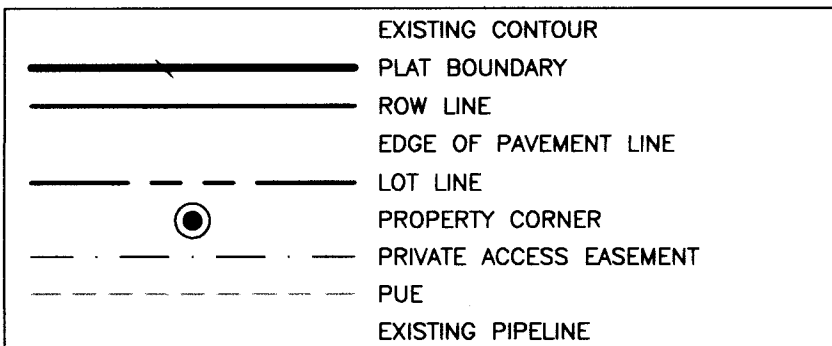 EXISTING CONTOUR
PLAT BOUNDARY
ROW LINE
EDGE OF PAVEMENT LINE
LOT LINE
PROPERTY CORNER
PRIVATE ACCESS EASEMENT
PUE
EXISTING PIPELINE